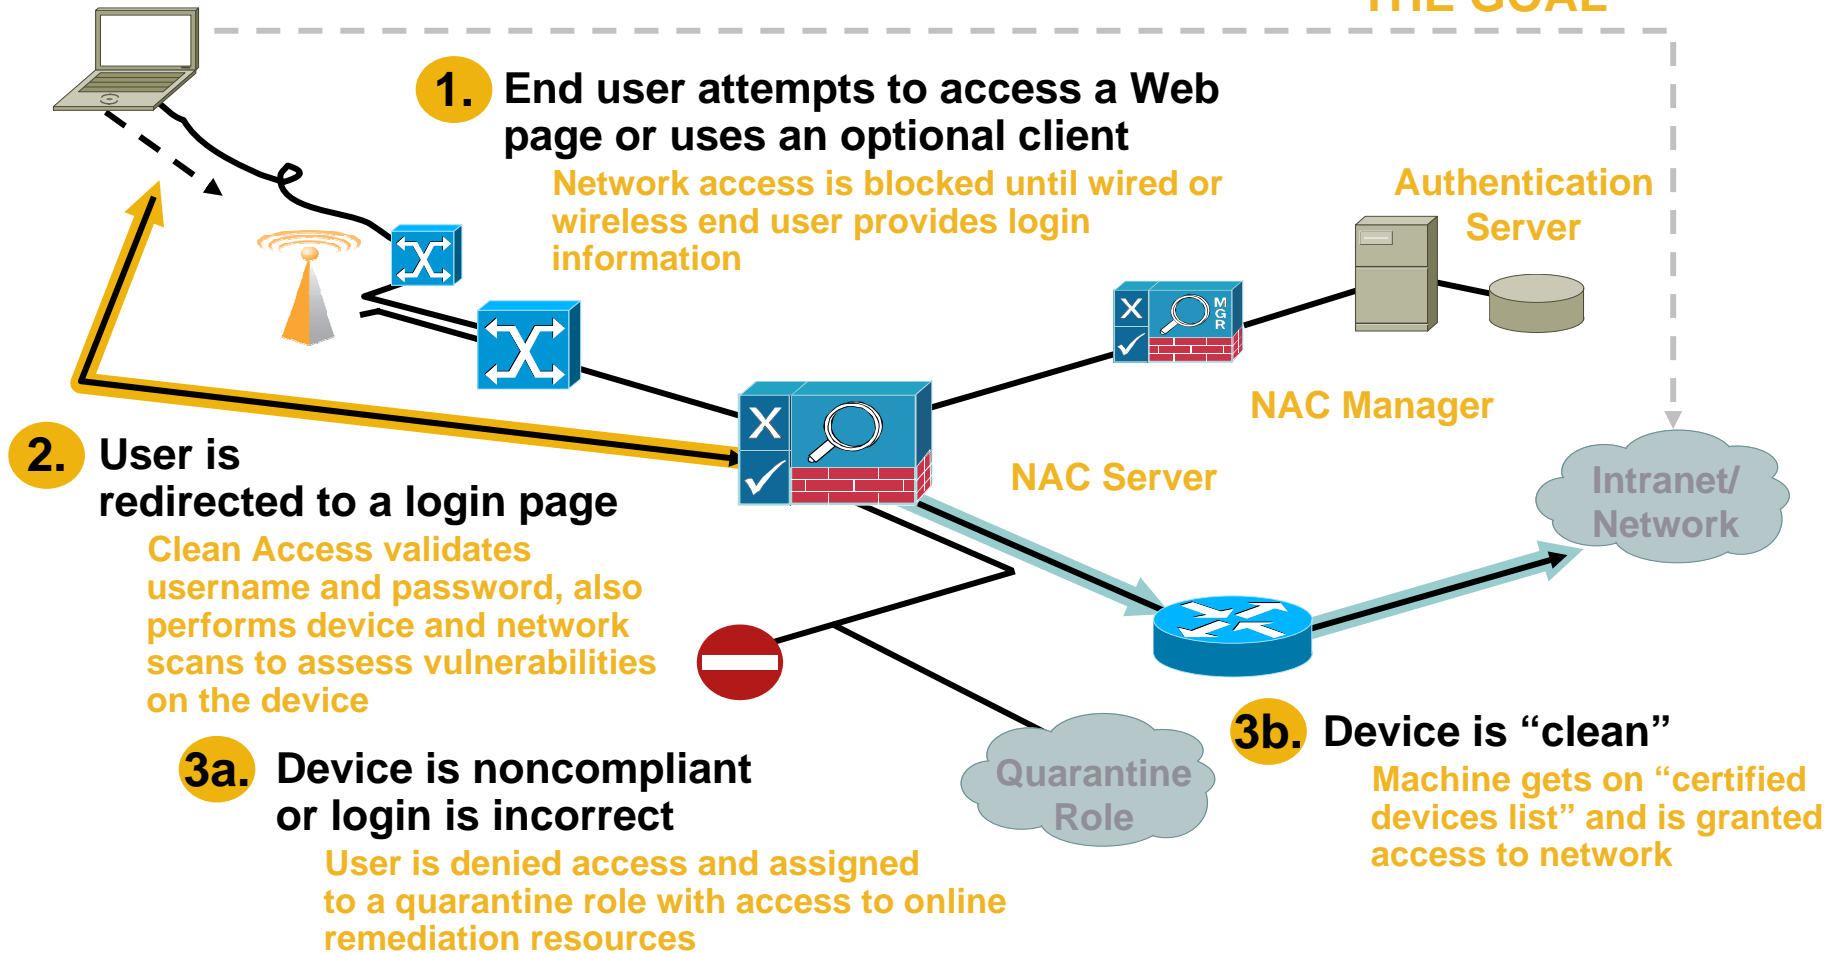 THE GOAL
1. End user attempts to access a Web
page or uses an optional client
Network access is blocked until wired or
wireless end user provides login
information
Authentication
Server
MGR
NAC Manager
NAC Server
Intranet/
Network
2. User is
redirected to a login page
Clean Access validates
username and password, also
performs device and network
scans to assess vulnerabilities
on the device
3a. Device is noncompliant
or login is incorrect
User is denied access and assigned
to a quarantine role with access to online
remediation resources
Quarantine
Role
3b. Device is “clean”
Machine gets on “certified
devices list” and is granted
access to network